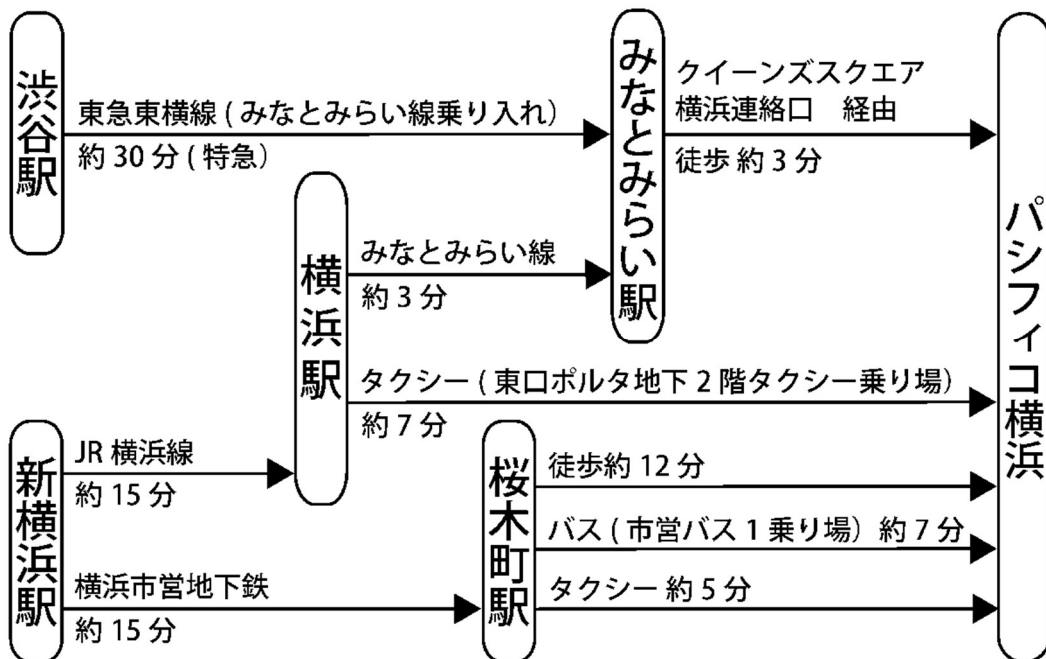 渋谷駅
東急東横線 ( みなとみらい線乗り入れ）
約 30 分 ( 特急）
みなとみらい駅
クイーンズスクエア
横浜連絡口　経由
徒歩 約 3 分
パシフィコ横浜
横浜駅
みなとみらい線
約 3 分
タクシー ( 東口ポルタ地下 2 階タクシー乗り場）
約 7 分
新横浜駅
JR 横浜線
約 15 分
横浜市営地下鉄
約 15 分
桜木町駅
徒歩約 12 分
バス ( 市営バス 1 乗り場） 約 7 分
タクシー 約 5 分